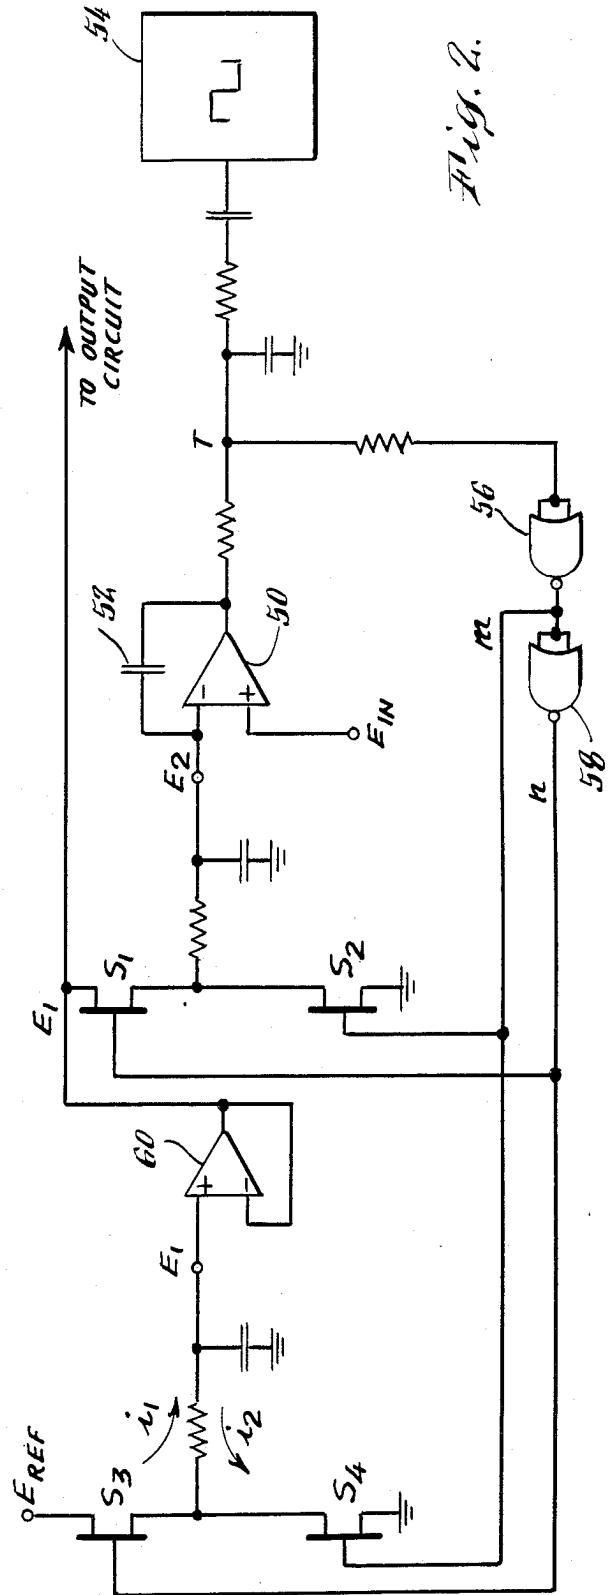 54
TO OUTPUT
CIRCUIT
Fig. 2.
T
52
50
56
m
E2
EIN
58
n
E1
S1
S2
60
E1
i1
i2
EREF
S3
S4
+
−
−
+